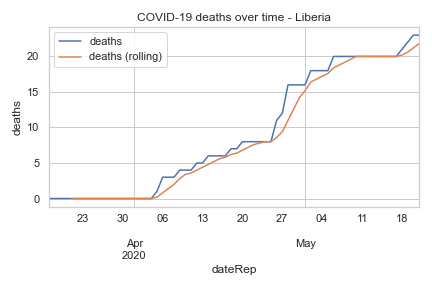 COVID-19 deaths over time - Liberia
deaths
deaths (rolling)
deaths
20
15
10
5
0
23 30 06 13 20 27 04 11 18
Apr May
2020
dateRep